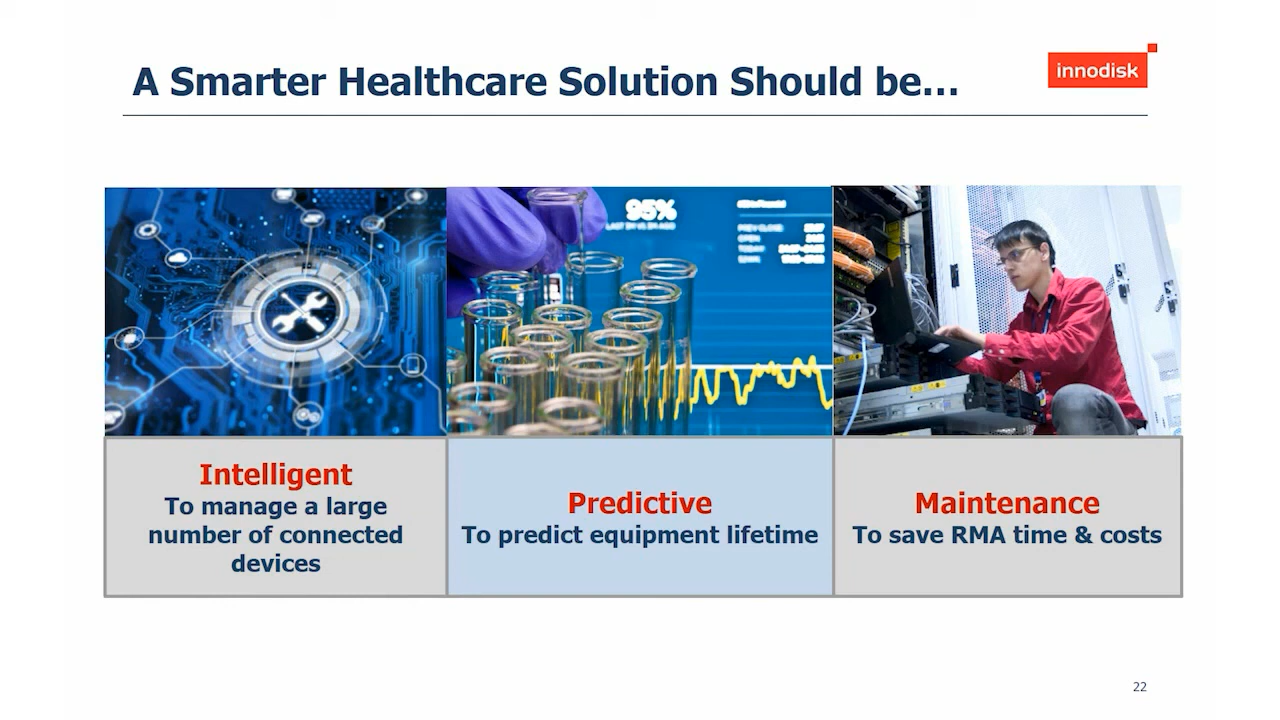 A Smarter Healthcare Solution Should be...
innodisk
95%
Intelligent
To manage a large
number of connected
devices
Predictive
To predict equipment lifetime
Maintenance
To save RMA time & costs
22